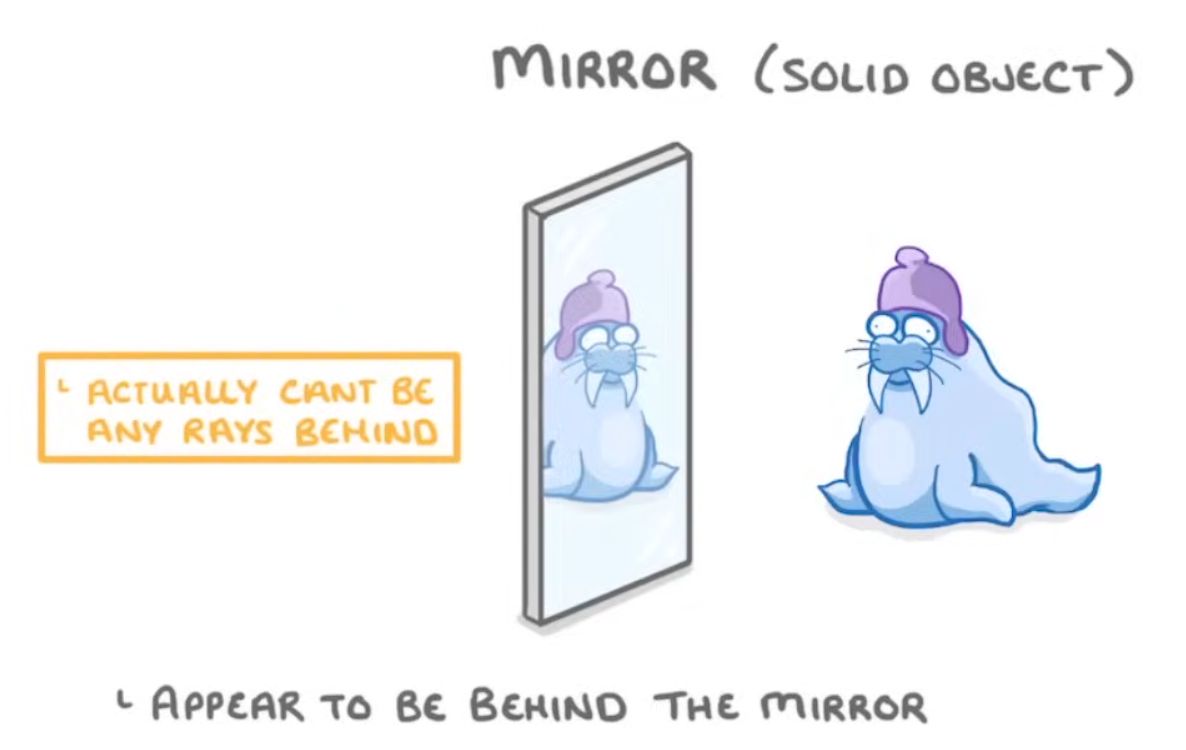 MIRROR (SOLID OBJECT)
└ ACTUALLY CANT BE
ANY RAYS BEHIND
└ APPEAR TO BE BEHIND THE MIRROR